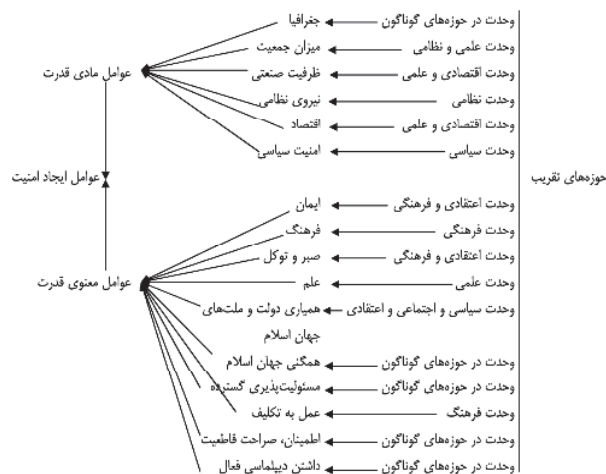 وحدت در حوزه‌های گوناگون جغرافیا
وحدت علمی و نظامی میزان جمعیت
وحدت اقتصادی و علمی ظرفیت صنعتی عوامل مادی قدرت
وحدت نظامی نیروی نظامی
وحدت اقتصادی و علمی اقتصاد
وحدت سیاسی امنیت سیاسی
حوزه‌های تقریب عوامل ایجاد امنیت
وحدت اعتقادی و فرهنگی ایمان
وحدت فرهنگی فرهنگ
وحدت اعتقادی و فرهنگی صبر و توکل
وحدت علمی علم عوامل معنوی قدرت
وحدت سیاسی و اجتماعی و اعتقادی همیاری دولت و ملت‌های
جهان اسلام
وحدت در حوزه‌های گوناگون همگنی جهان اسلام
وحدت در حوزه‌های گوناگون مسئولیت‌پذیری گسترده
وحدت فرهنگ عمل به تکلیف
وحدت در حوزه‌های گوناگون اطمینان، صراحت قاطعیت
وحدت در حوزه‌های گوناگون داشتن دیپلماسی فعال